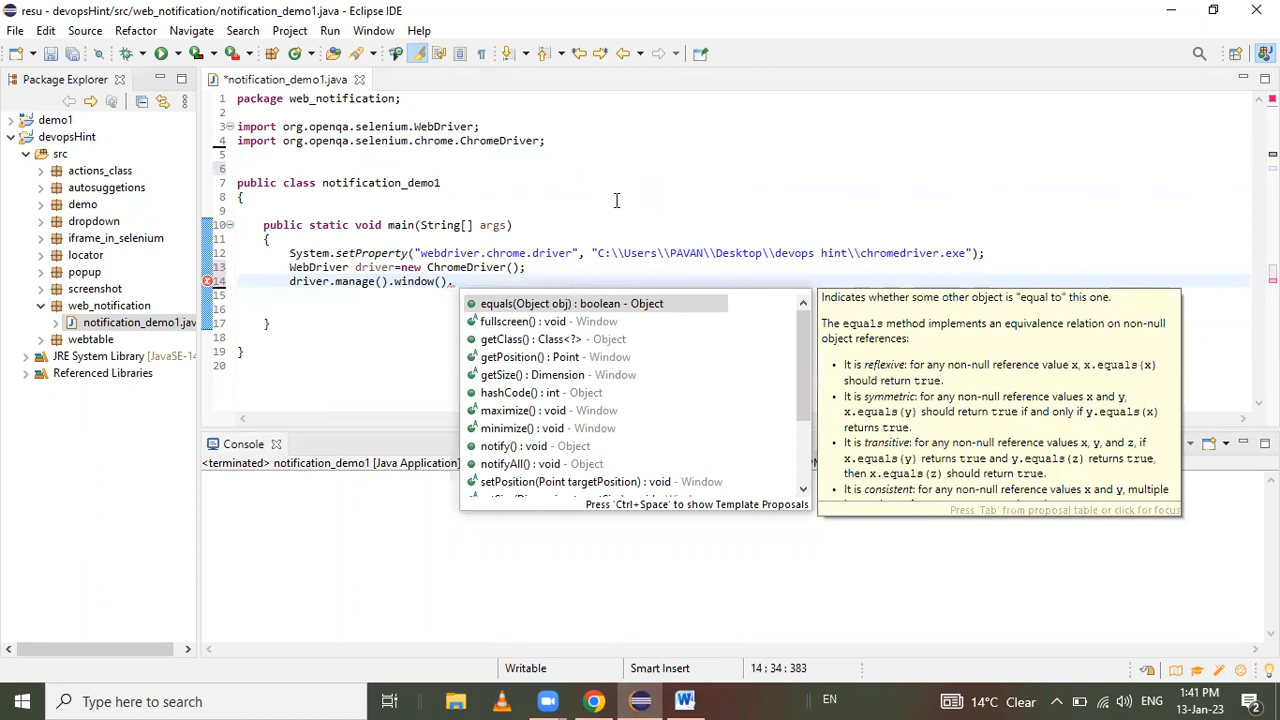 resu - devopsHint/src/web_notification/notification_demo1.java - Eclipse IDE
File Edit Source Refactor Navigate Search Project Run Window Help
Package Explorer
demo1
devopsHint
src
actions_class
autosuggetions
demo
dropdown
iframe_in_selenium
locator
popup
screenshot
web_notification
notification_demo1.jav
webtable
JRE System Library [JavaSE-
Referenced Libraries
*notification_demo1.java
1 package web_notification;
2
3 import org.openqa.selenium.WebDriver;
4 import org.openqa.selenium.chrome.ChromeDriver;
5
6
7 public class notification_demo1
8 {
9
10 public static void main(String[] args)
11 {
12 System.setProperty("webdriver.chrome.driver", "C:\\Users\\PAVAN\\Desktop\\devops hint\\chromedriver.exe");
13 WebDriver driver=new ChromeDriver();
14 driver.manage().window().
15
16
17 }
18
19 }
20
equals(Object obj) : boolean - Object
fullscreen() : void - Window
getClass() : Class<?> - Object
getPosition() : Point - Window
getSize() : Dimension - Window
hashCode() : int - Object
maximize() : void - Window
minimize() : void - Window
notify() : void - Object
notifyAll() : void - Object
setPosition(Point targetPosition) : void - Window
Press 'Ctrl+Space' to show Template Proposals
Indicates whether some other object is "equal to" this one.
The equals method implements an equivalence relation on non-null
object references:
• It is reflexive: for any non-null reference value x, x.equals(x)
should return true.
• It is symmetric: for any non-null reference values x and y,
x.equals(y) should return true if and only if y.equals(x)
returns true.
• It is transitive: for any non-null reference values x, y, and z, if
x.equals(y) returns true and y.equals(z) returns true,
then x.equals(z) should return true.
• It is consistent: for any non-null reference values x and y, multiple
Press 'Tab' from proposal table or click for focus
Console
<terminated> notification_demo1 [Java Application]
Writable Smart Insert 14 : 34 : 383
Type here to search
EN
14°C Clear
ENG
1:41 PM
13-Jan-23
2